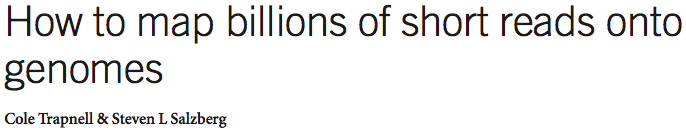 How to map billions of short reads onto
genomes
Cole Trapnell & Steven L Salzberg